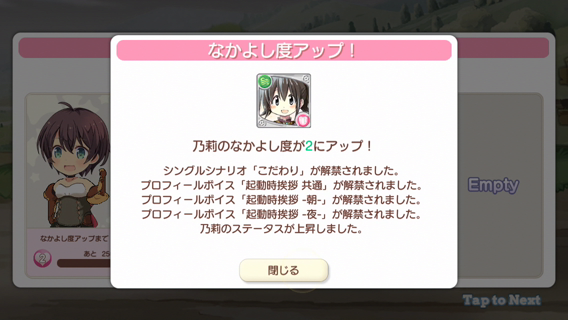 なかよし度アップ！
乃莉のなかよし度が2にアップ！
シングルシナリオ「こだわり」が解禁されました。
プロフィールボイス「起動時挨拶 共通」が解禁されました。
プロフィールボイス「起動時挨拶 -朝-」が解禁されました。
プロフィールボイス「起動時挨拶 -夜-」が解禁されました。
乃莉のステータスが上昇しました。
閉じる
なかよし度アップまで
あと 25
Empty
Tap to Next